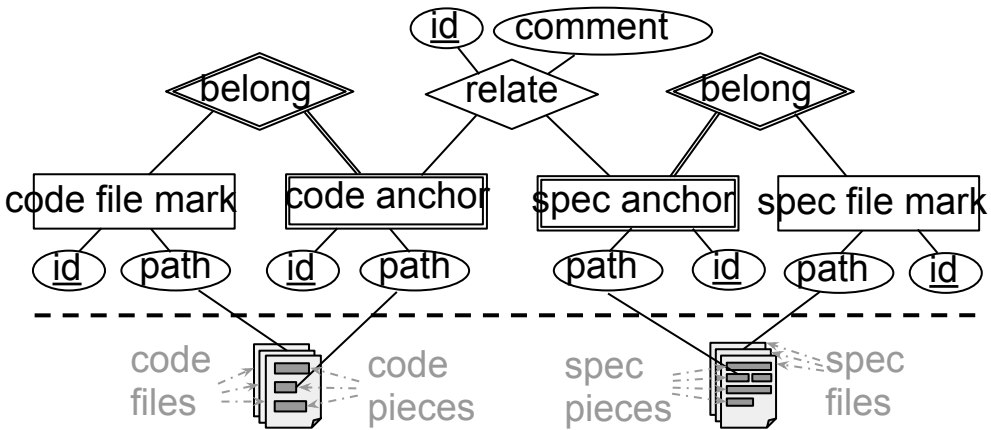 id
comment
belong
relate
belong
code file mark
code anchor
spec anchor
spec file mark
id
path
id
path
path
id
path
id
code
files
code
pieces
spec
pieces
spec
files